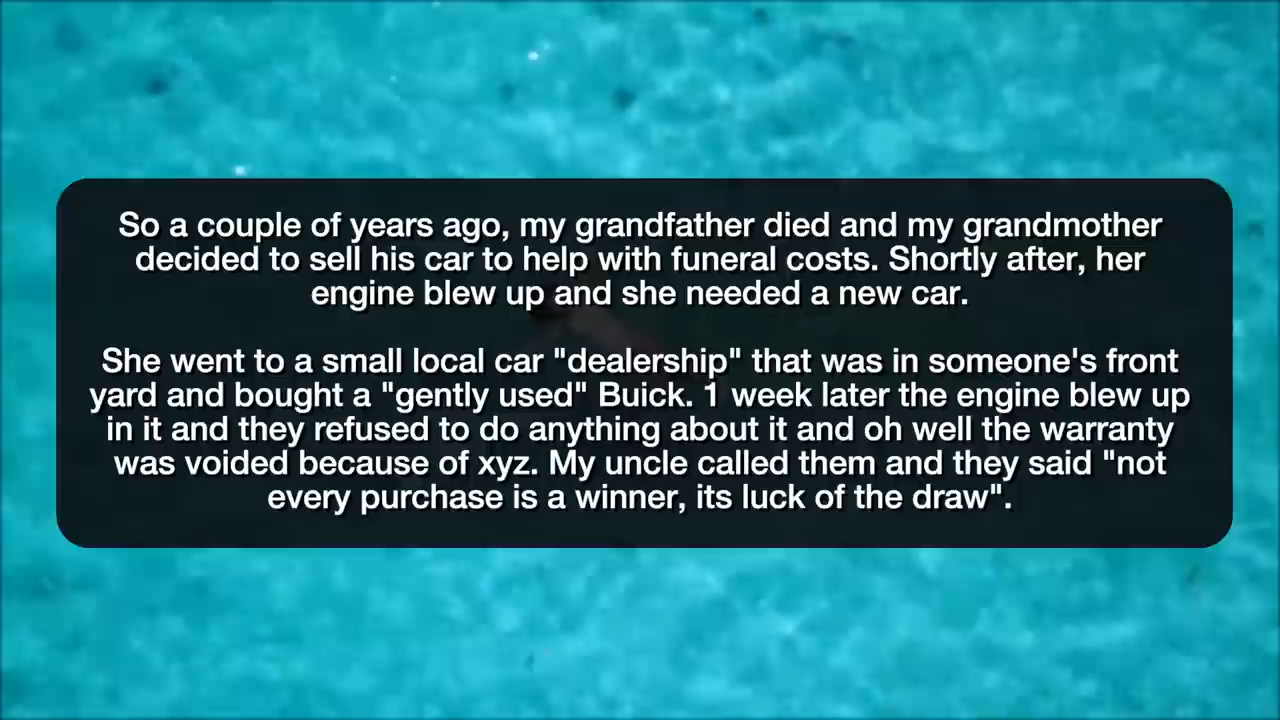 So a couple of years ago, my grandfather died and my grandmother
decided to sell his car to help with funeral costs. Shortly after, her
engine blew up and she needed a new car.
She went to a small local car "dealership" that was in someone's front
yard and bought a "gently used" Buick. 1 week later the engine blew up
in it and they refused to do anything about it and oh well the warranty
was voided because of xyz. My uncle called them and they said "not
every purchase is a winner, its luck of the draw".